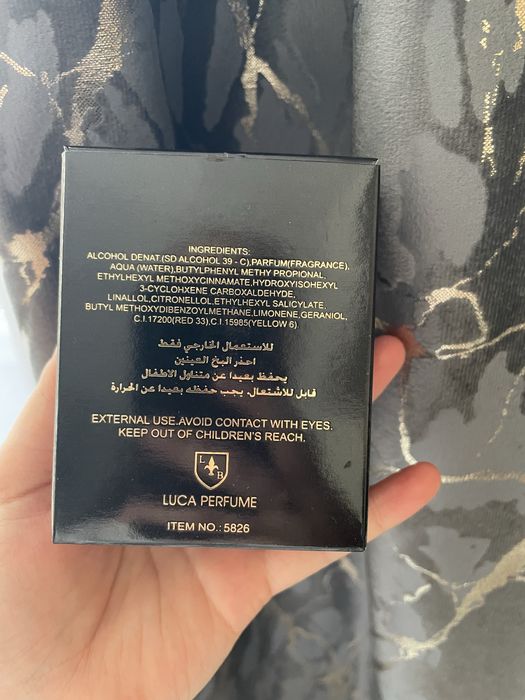 INGREDIENTS:
ALCOHOL DENAT.(SD ALCOHOL 39 - C),PARFUM(FRAGRANCE),
AQUA (WATER),BUTYLPHENYL METHY PROPIONAL,
ETHYLHEXYL METHOXYCINNAMATE,HYDROXYISOHEXYL
3-CYCLOHXENE CARBOXALDEHYDE,
LINALLOL,CITRONELLOL,ETHYLHEXYL SALICYLATE,
BUTYL METHOXYDIBENZOYLMETHANE,LIMONENE,GERANIOL,
C.I.17200(RED 33),C.I.15985(YELLOW 6)
للاستعمال الخارجي فقط
احذر البخ العينين
يحفظ بعيدا عن متناول الاطفال
قابل للاشتعال. يجب حفظه بعيدا عن الحرارة
EXTERNAL USE.AVOID CONTACT WITH EYES.
KEEP OUT OF CHILDREN'S REACH.
L B
LUCA PERFUME
ITEM NO.: 5826